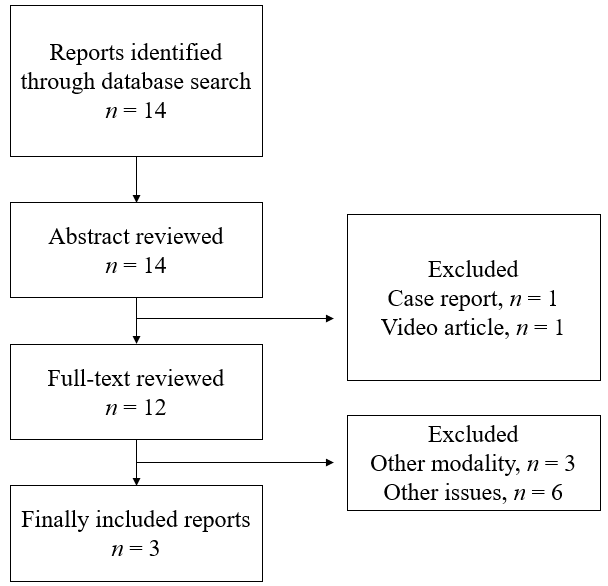 Reports identified
through database search
n = 14
Abstract reviewed
n = 14
Excluded
Case report, n = 1
Video article, n = 1
Full-text reviewed
n = 12
Excluded
Other modality, n = 3
Other issues, n = 6
Finally included reports
n = 3